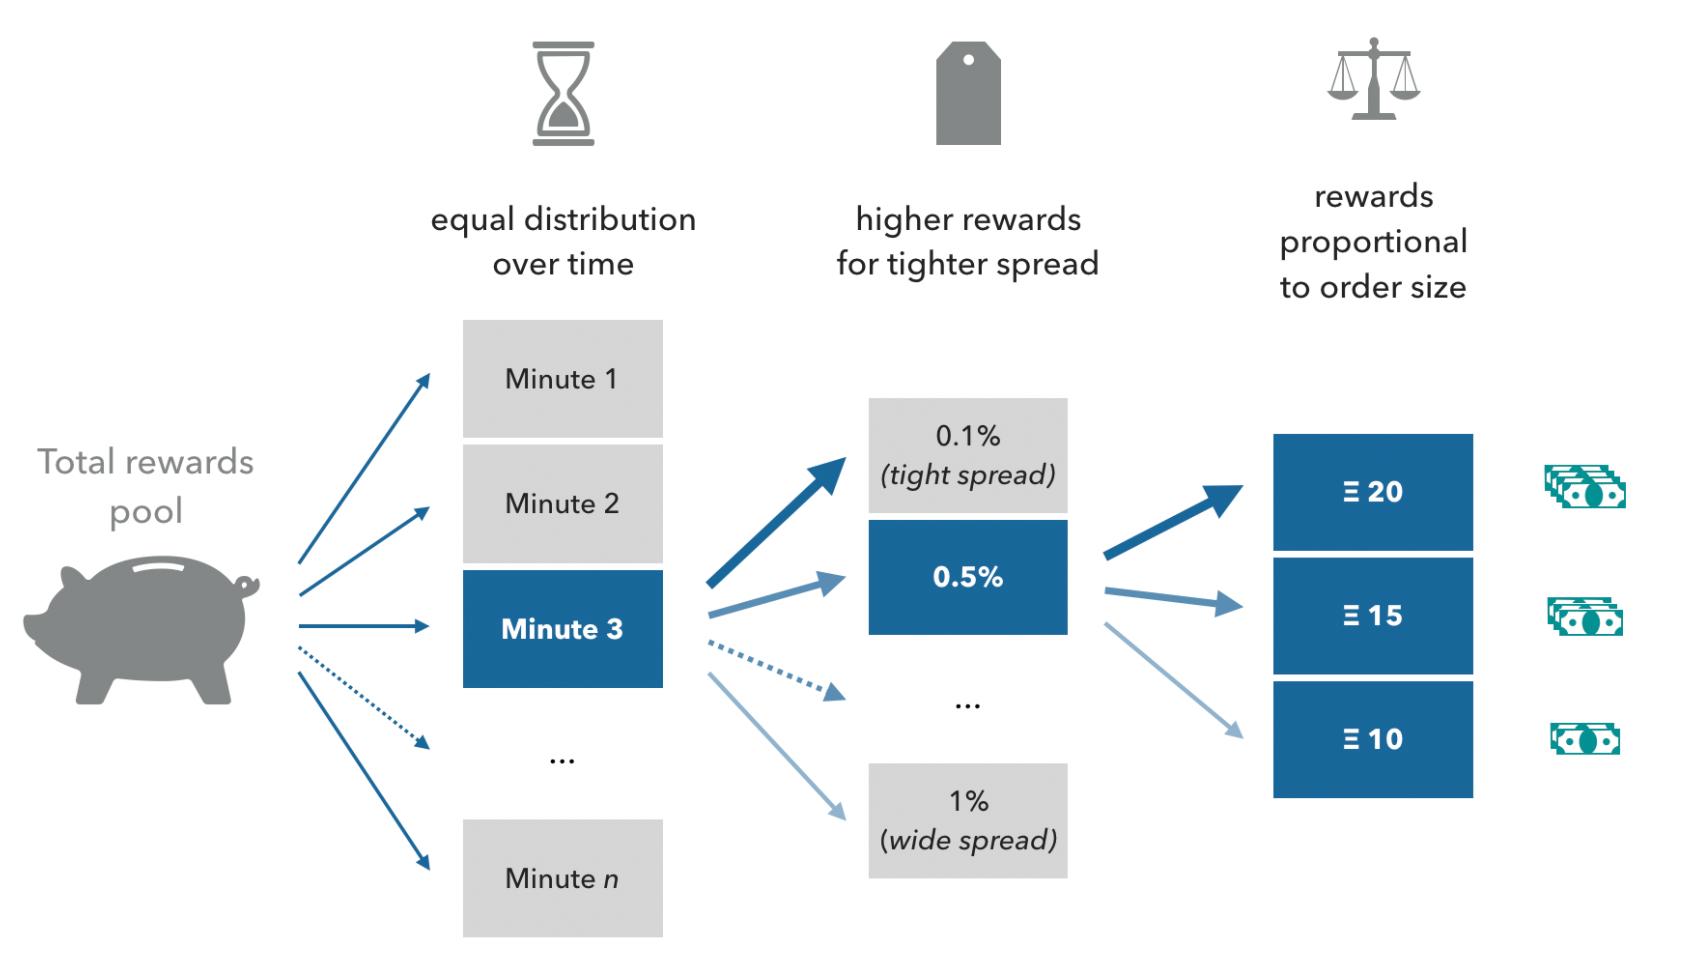 equal distribution
over time
higher rewards
for tighter spread
rewards
proportional
to order size
Total rewards
pool
Minute 1
Minute 2
Minute 3
...
Minute n
0.1%
(tight spread)
0.5%
...
1%
(wide spread)
Ξ 20
Ξ 15
Ξ 10